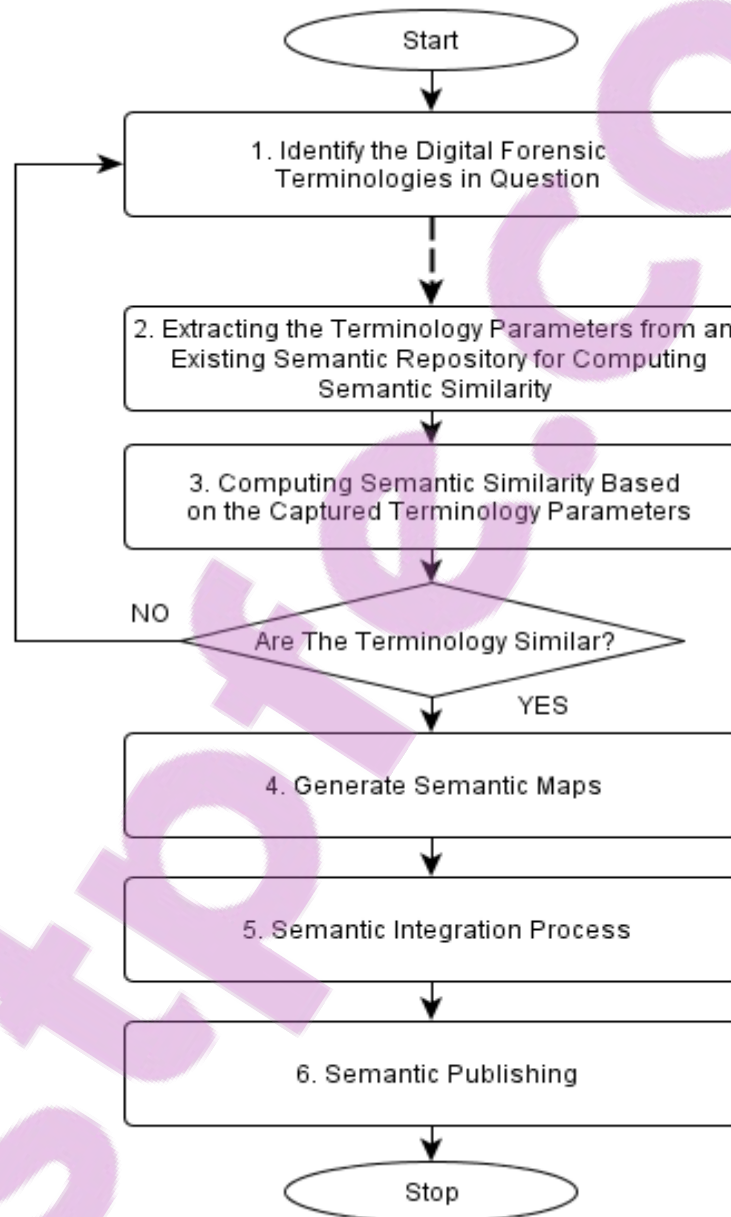 Start
1. Identify the Digital Forensic
Terminologies in Question
2. Extracting the Terminology Parameters from an
Existing Semantic Repository for Computing
Semantic Similarity
3. Computing Semantic Similarity Based
on the Captured Terminology Parameters
NO
Are The Terminology Similar?
YES
4. Generate Semantic Maps
5. Semantic Integration Process
6. Semantic Publishing
Stop
stpfe.co